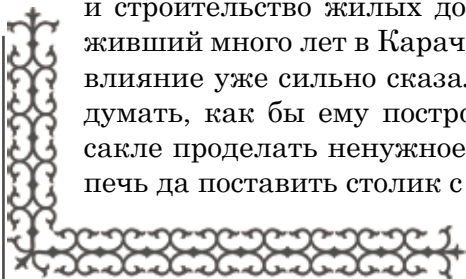 и строительство жилых до
живший много лет в Карач
влияние уже сильно сказал
думать, как бы ему постро
сакле проделать ненужное
печь да поставить столик с